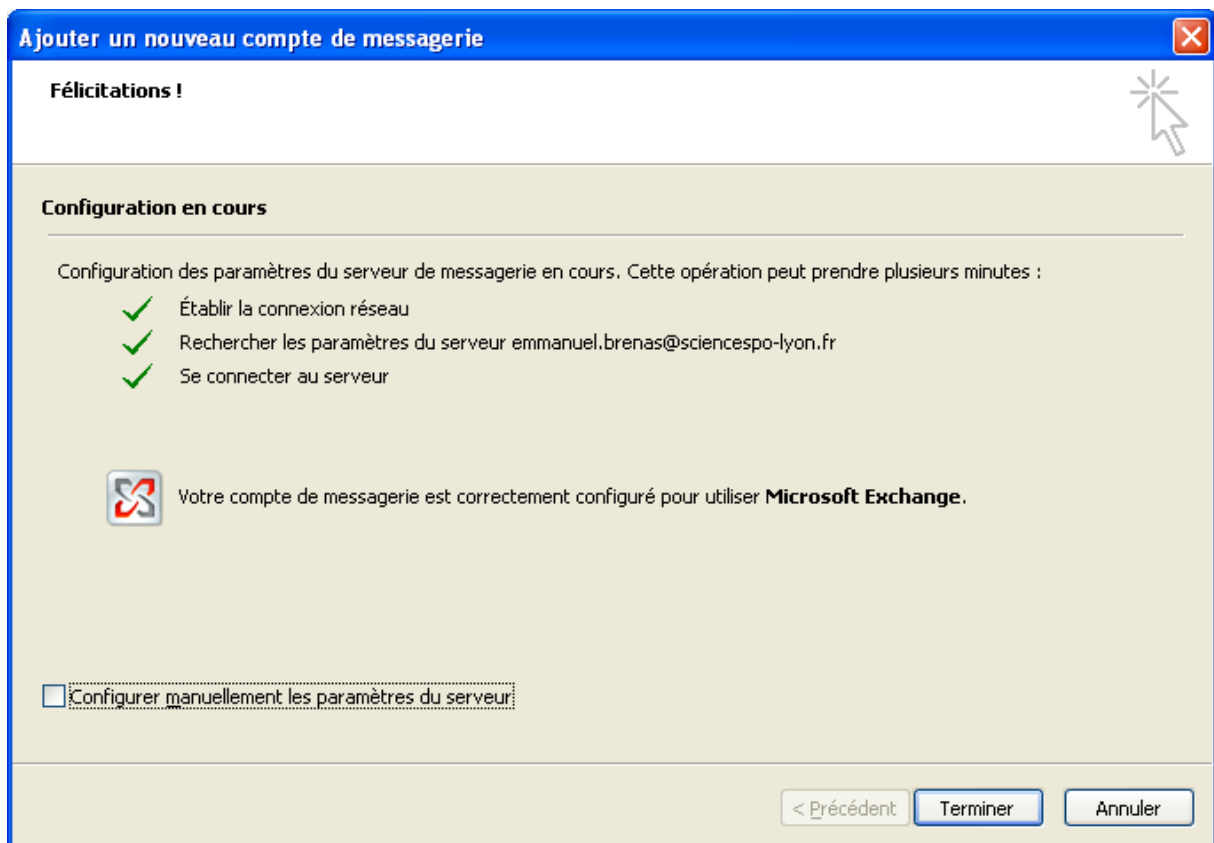 Ajouter un nouveau compte de messagerie
Félicitations !
Configuration en cours
Configuration des paramètres du serveur de messagerie en cours. Cette opération peut prendre plusieurs minutes :
Établir la connexion réseau
Rechercher les paramètres du serveur emmanuel.brenas@sciencespo-lyon.fr
Se connecter au serveur
Votre compte de messagerie est correctement configuré pour utiliser Microsoft Exchange.
Configurer manuellement les paramètres du serveur
< Précédent Terminer Annuler